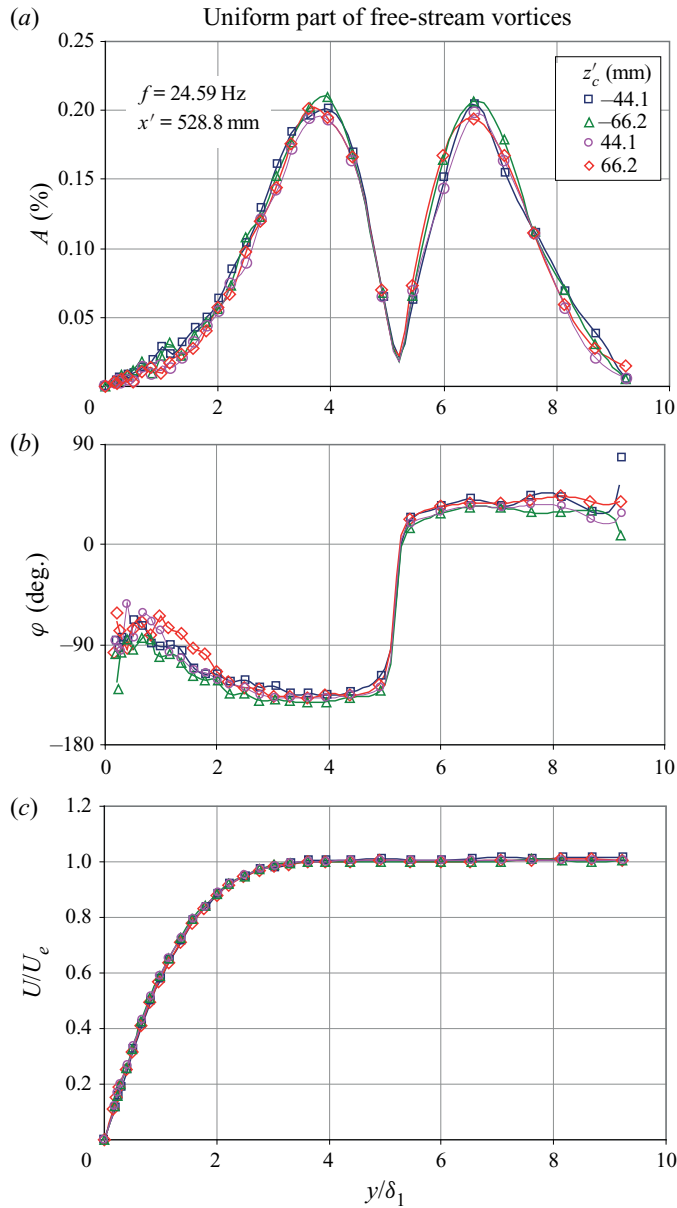 (a) Uniform part of free-stream vortices
0.25
0.20
0.15
0.10
0.05
0
A (%)
f = 24.59 Hz
x′ = 528.8 mm
z′c (mm)
–44.1
–66.2
44.1
66.2
0 2 4 6 8 10
(b)
90
0
–90
–180
φ (deg.)
0 2 4 6 8 10
(c)
1.2
1.0
0.8
0.6
0.4
0.2
U/Ue
0 2 4 6 8 10
y/δ1